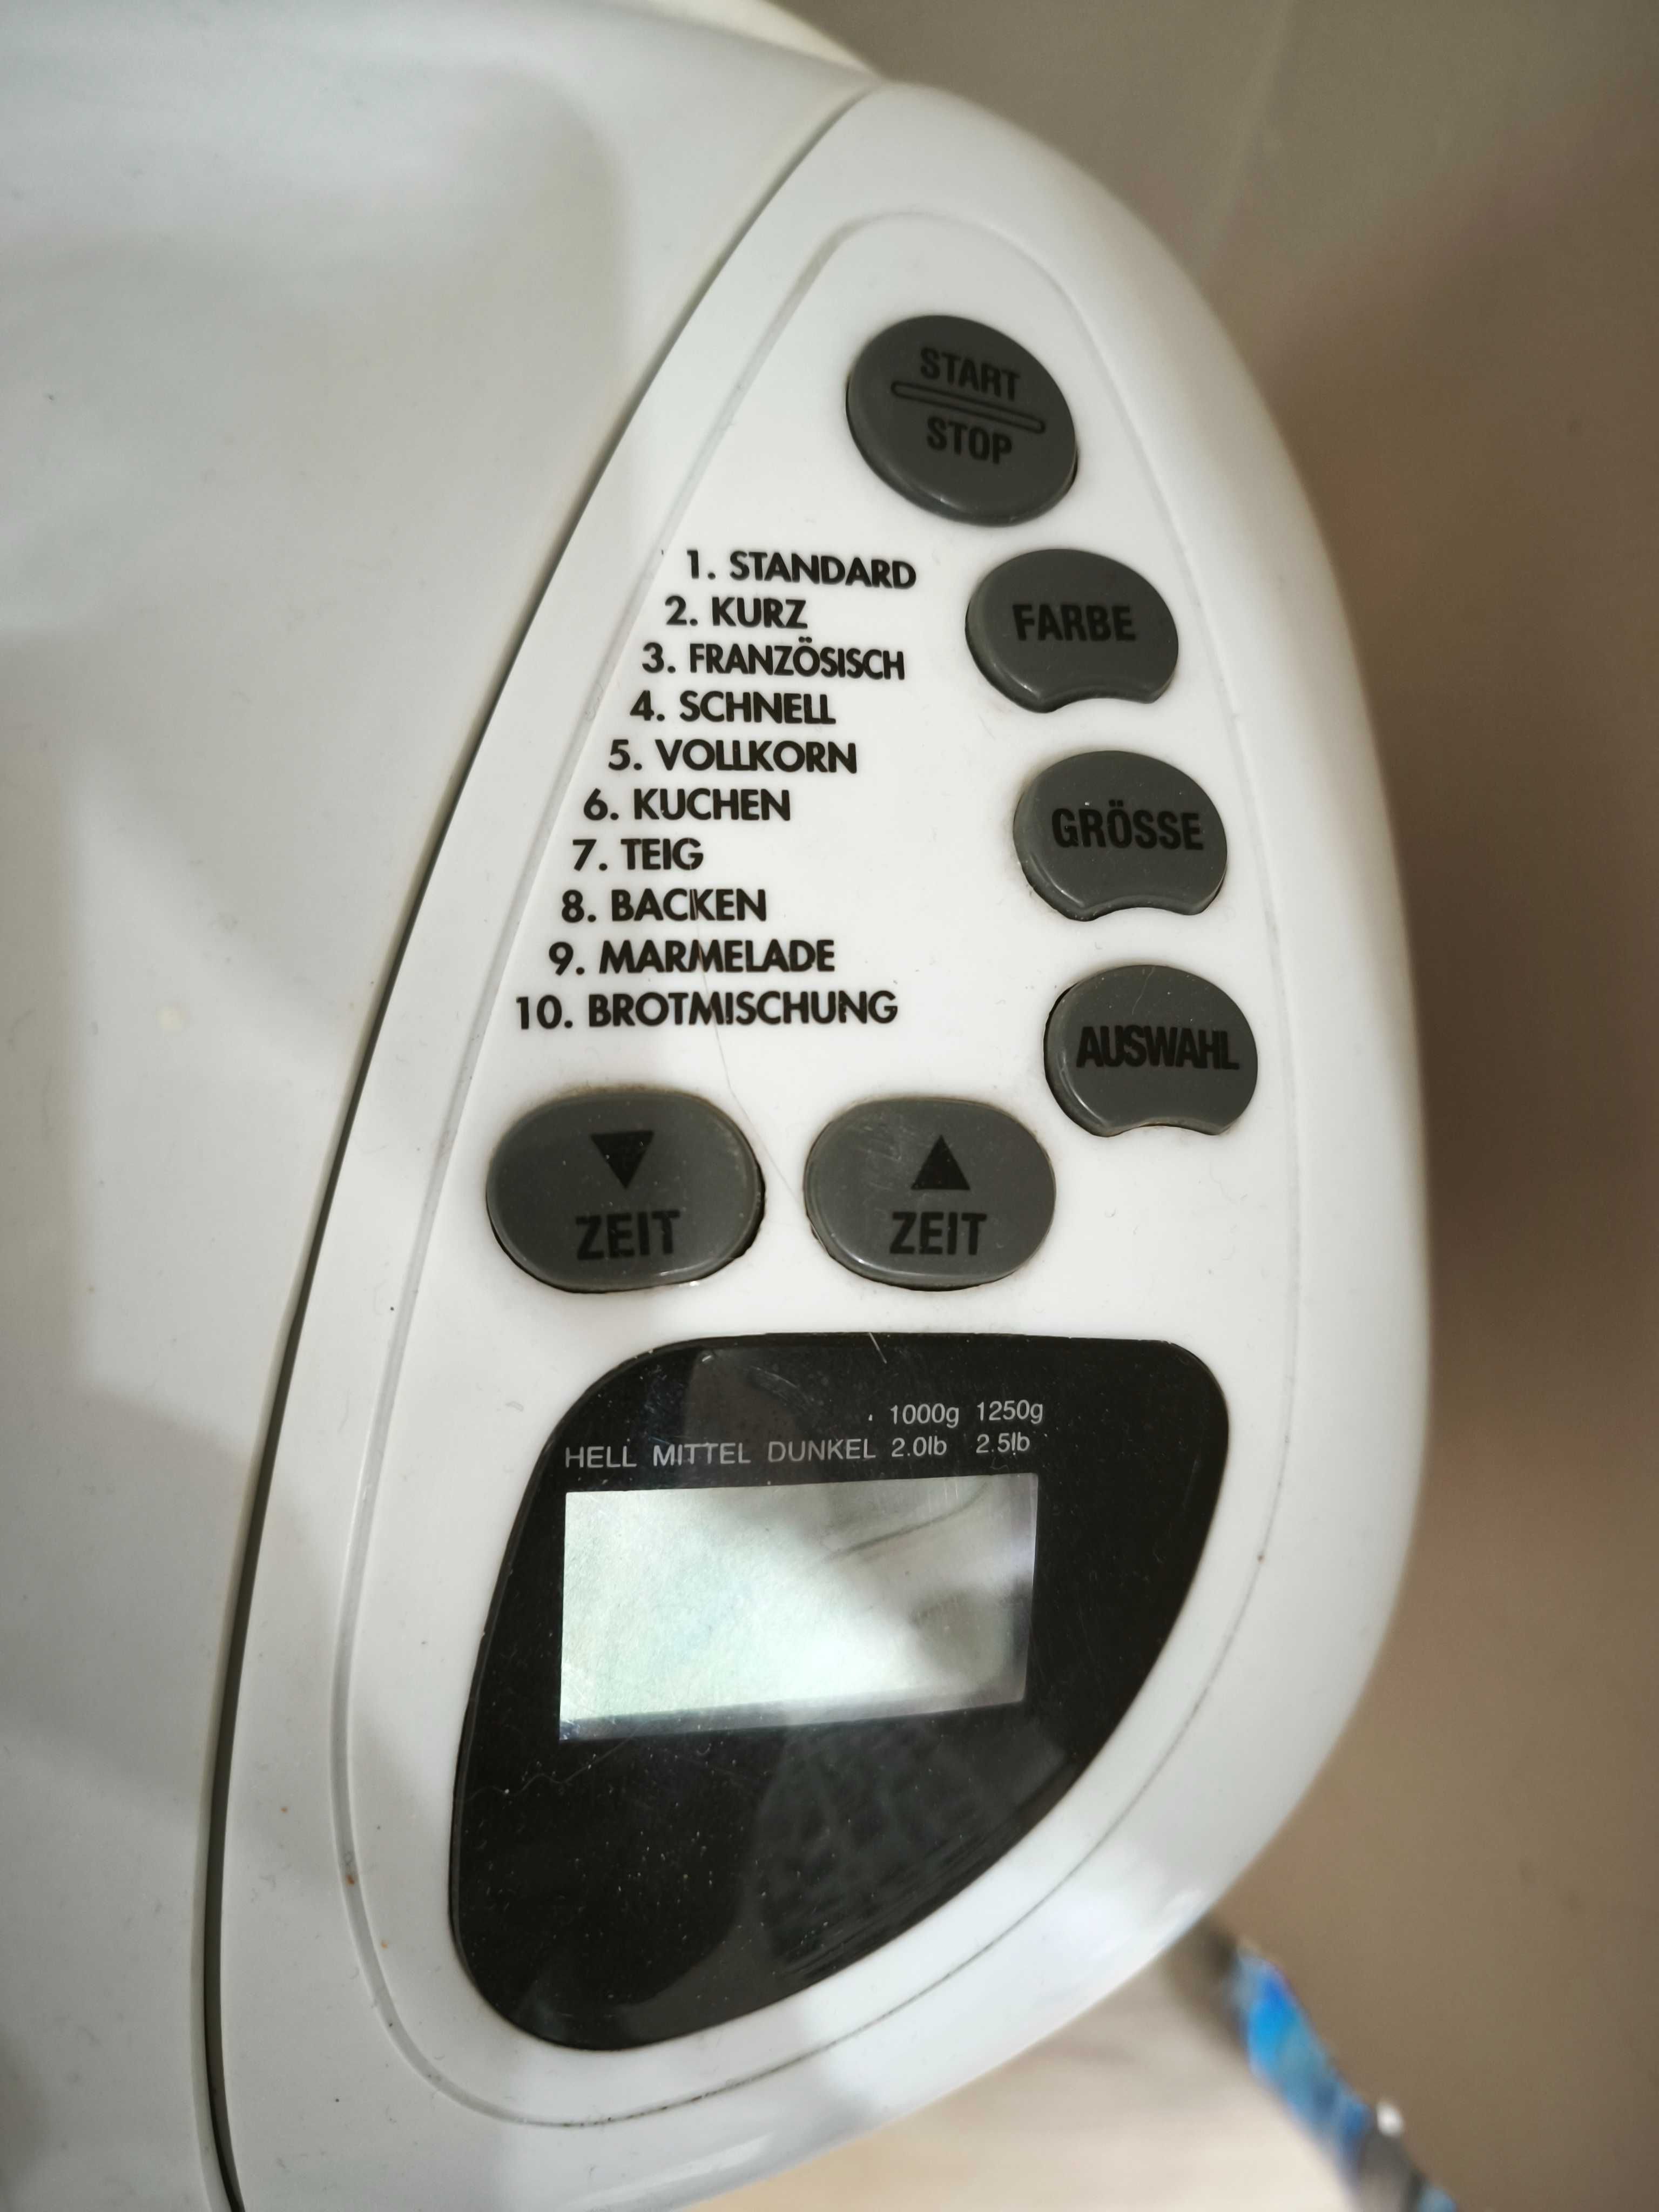 START
STOP
1. STANDARD
2. KURZ
3. FRANZÖSISCH
4. SCHNELL
5. VOLLKORN
6. KUCHEN
7. TEIG
8. BACKEN
9. MARMELADE
10. BROTMISCHUNG
FARBE
GRÖSSE
AUSWAHL
▼
ZEIT
▲
ZEIT
1000g 1250g
HELL MITTEL DUNKEL 2.0lb 2.5lb